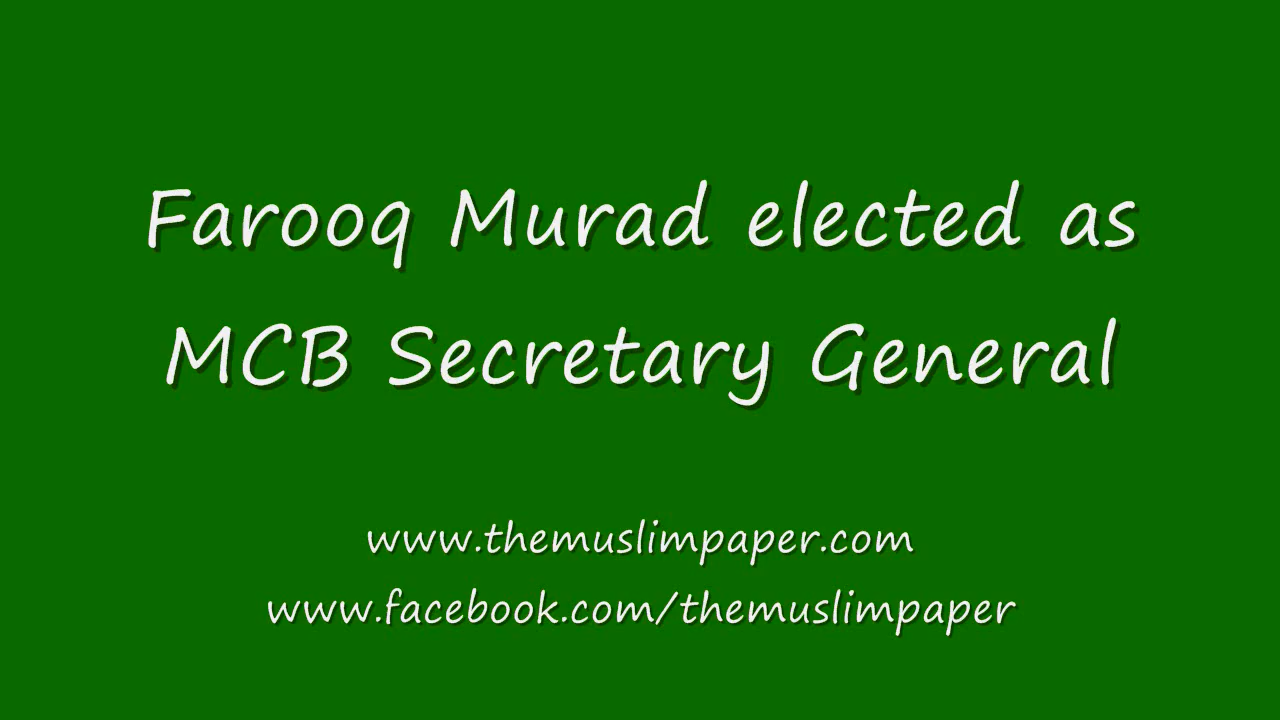 Farooq Murad elected as
MCB Secretary General
www.themuslimpaper.com
www.facebook.com/themuslimpaper